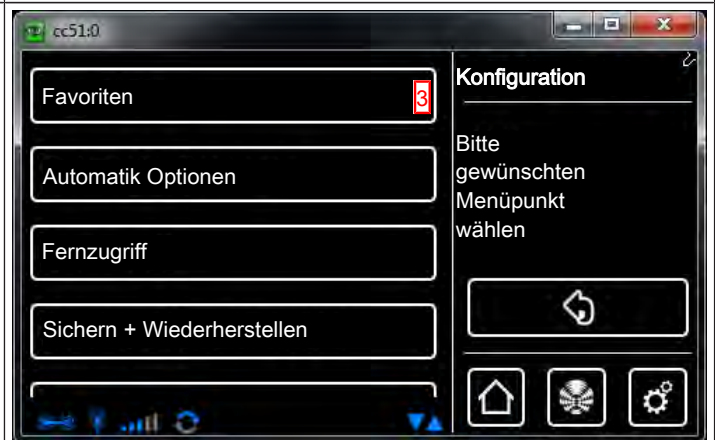 cc51:0
Favoriten 3
Automatik Optionen
Fernzugriff
Sichern + Wiederherstellen
Konfiguration
Bitte
gewünschten
Menüpunkt
wählen